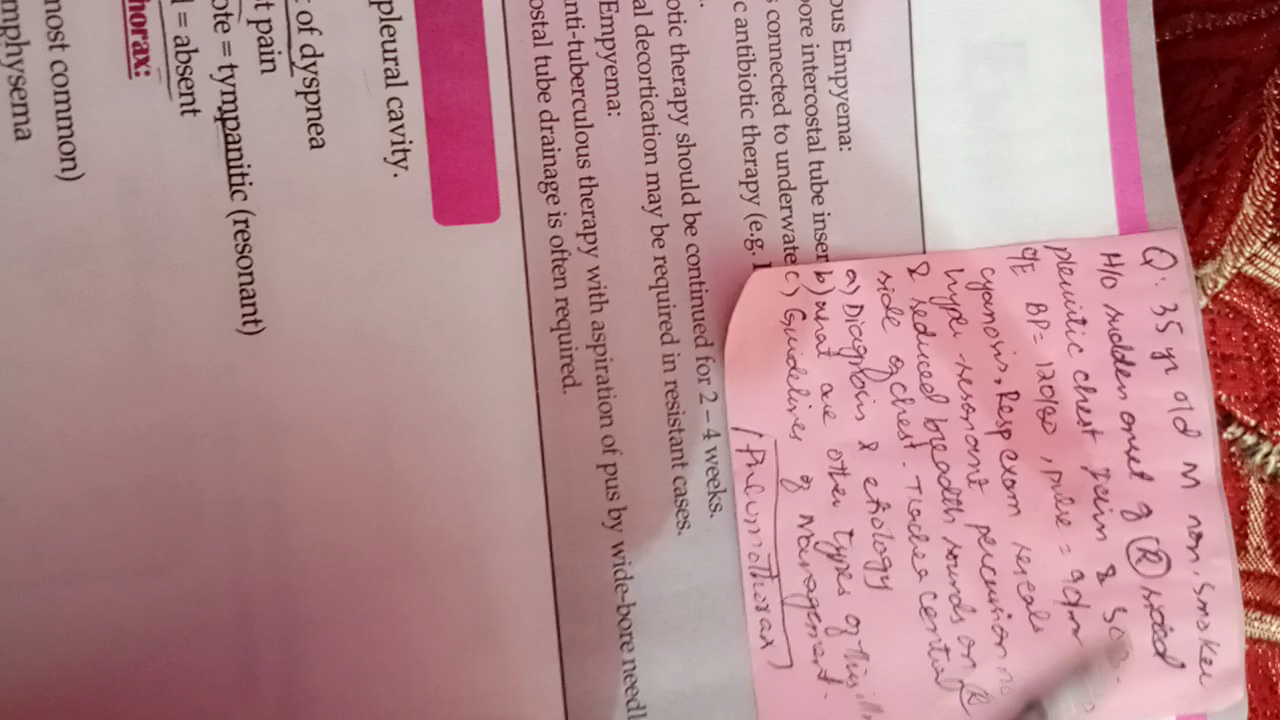 ous Empyema:
ore intercostal tube inser
s connected to underwate
c antibiotic therapy (e.g.
otic therapy should be continued for 2 – 4 weeks.
al decortication may be required in resistant cases.
Empyema:
nti-tuberculous therapy with aspiration of pus by wide-bore needl
ostal tube drainage is often required.
pleural cavity.
of dyspnea
t pain
ote = tympanitic (resonant)
= absent
horax:
most common)
mphysema
Q: 35 yr old M non, smoker
H/o sudden onset of (R) sided
pleuritic chest pain & SO
O/E BP = 120/80, pulse = 90/m
cyanosis, Resp exam reveals
hyper-resonant percussion no
& reduced breadth sounds on (R)
side of chest - Trachea central
a) Diagnosis & etiology
b) what are other types of this ill
c) Guidelines of Management.
(Pneumothorax)